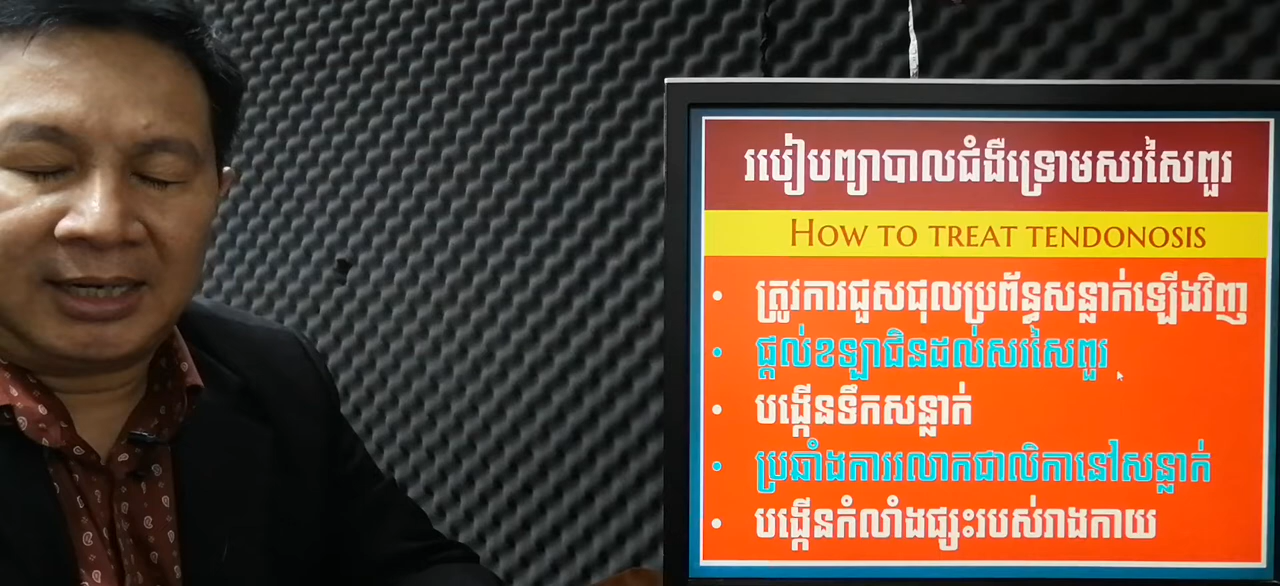 របៀបព្យាបាលជំងឺទ្រោមសរសៃពួរ
HOW TO TREAT TENDONOSIS
• ត្រូវការជួសជុលប្រព័ន្ធសន្លាក់ឡើងវិញ
• ផ្តល់ខឡាជិនដល់សរសៃពួរ
• បង្កើនទឹកសន្លាក់
• ប្រឆាំងការរលាកជាលិកានៅសន្លាក់
• បង្កើនកំលាំងផ្សះរបស់រាងកាយ